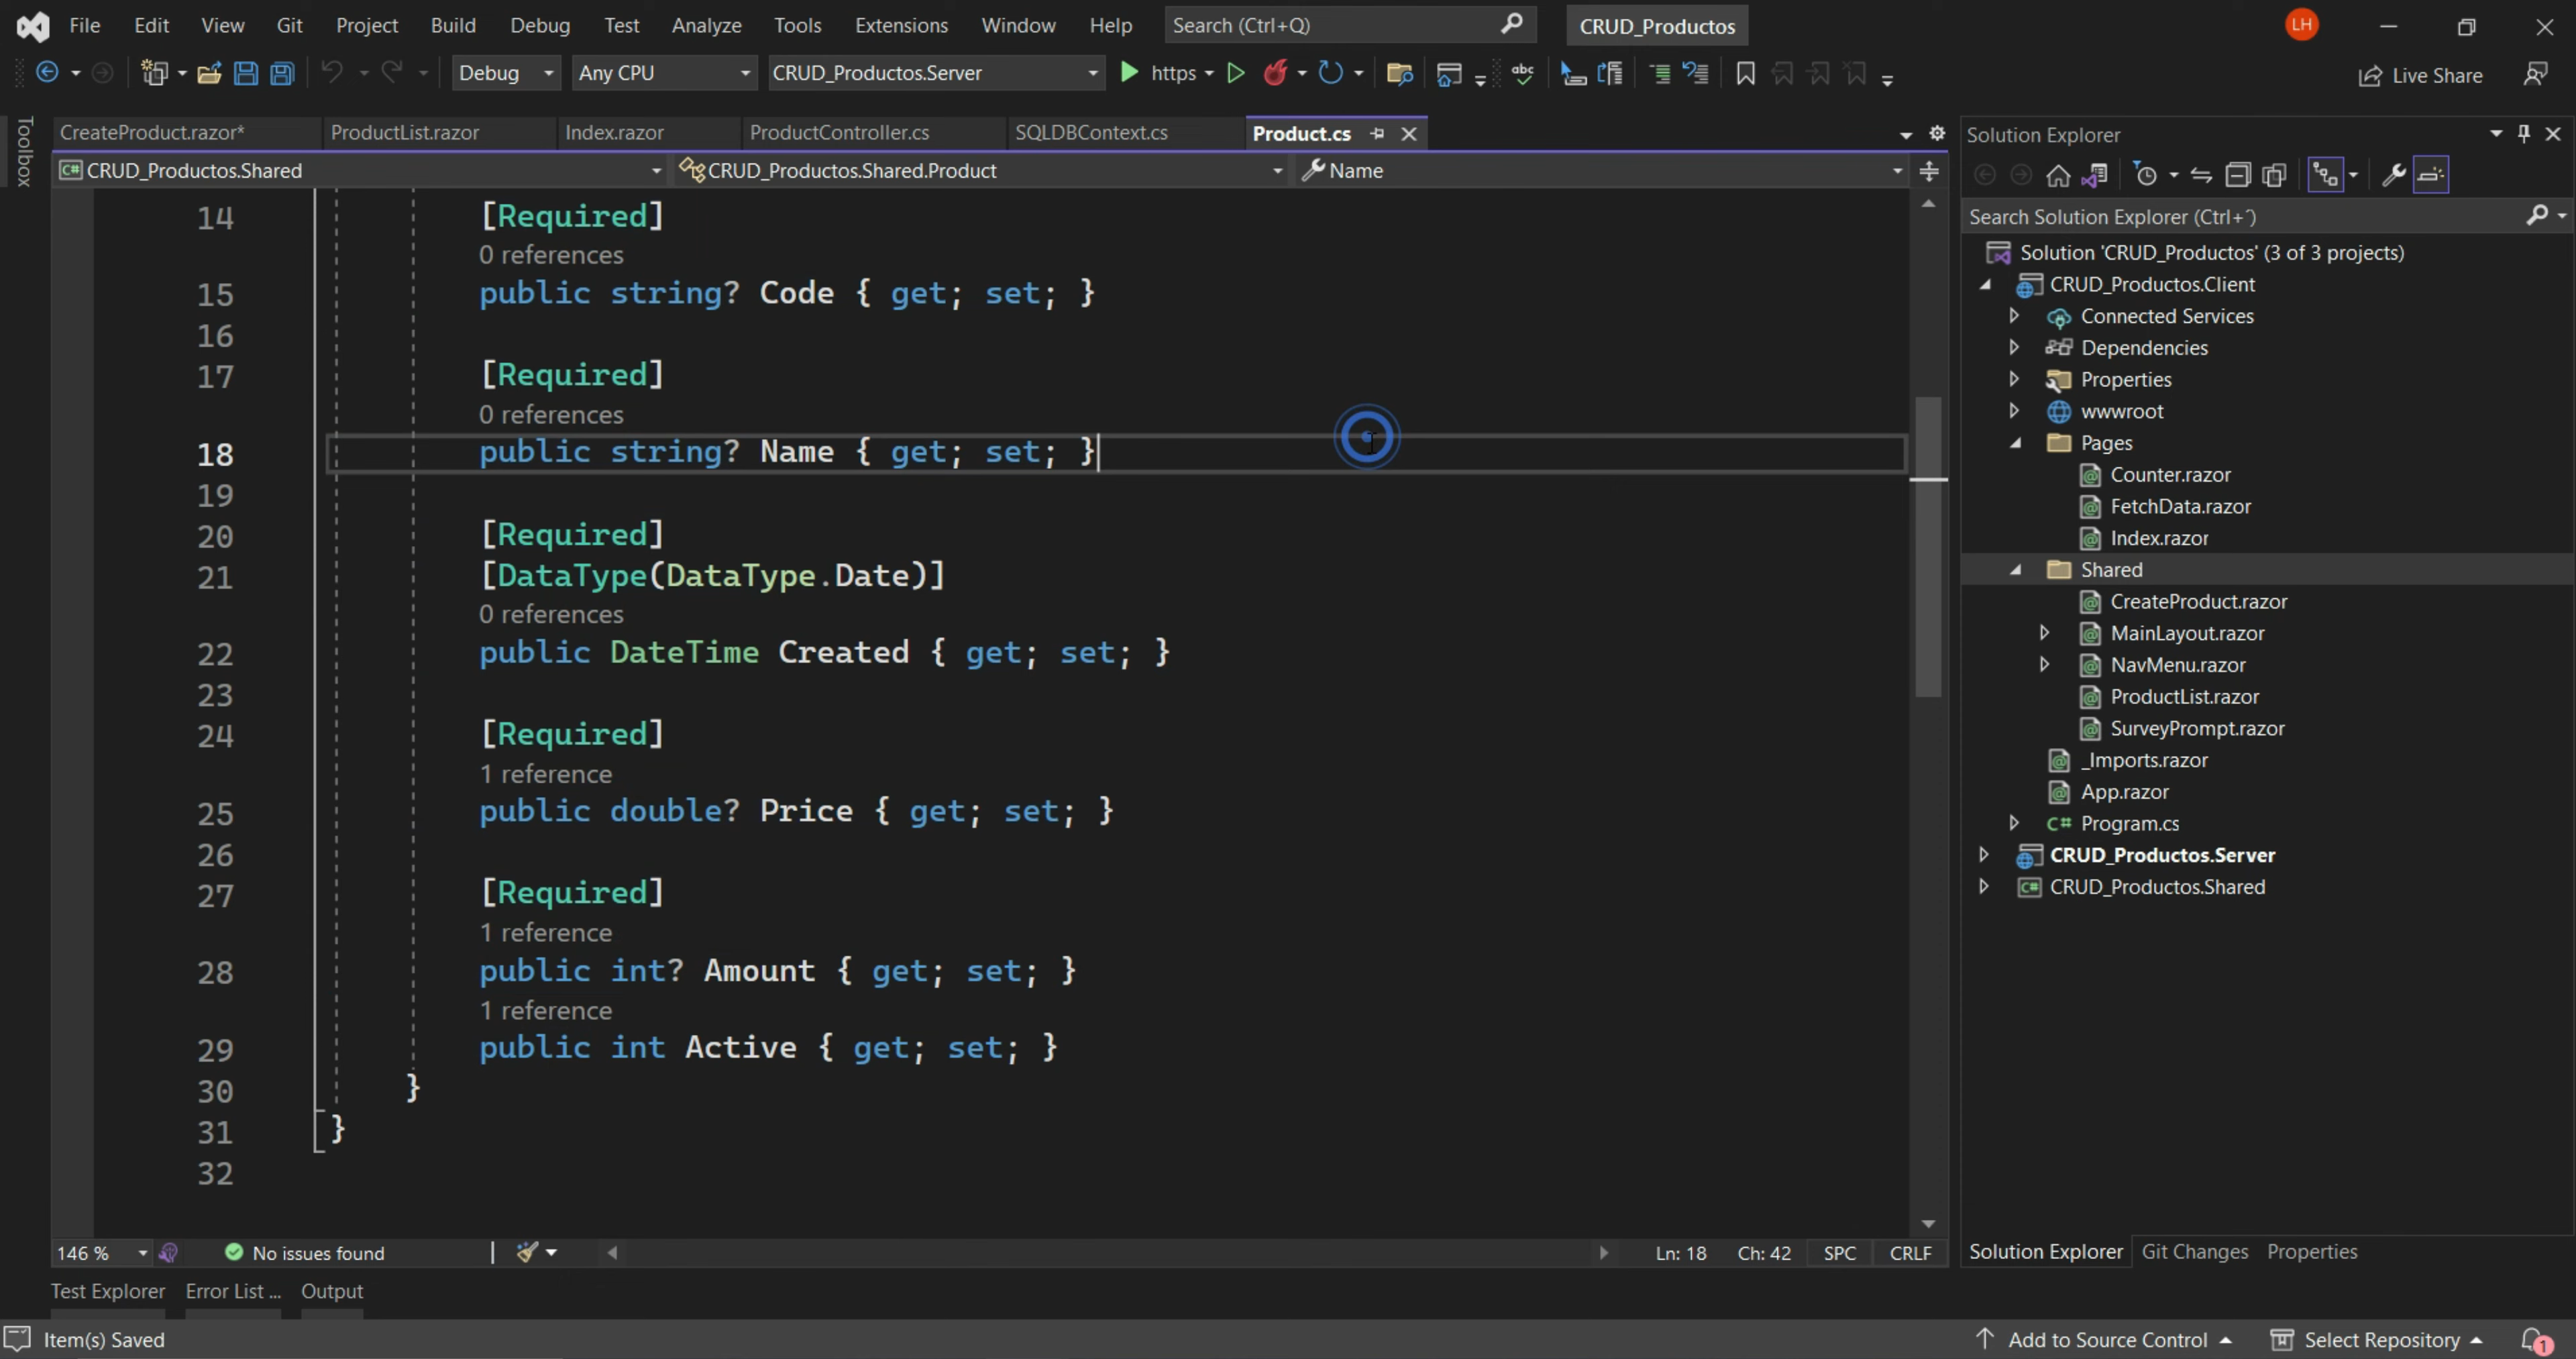 File Edit View Git Project Build Debug Test Analyze Tools Extensions Window Help Search (Ctrl+Q) CRUD_Productos LH
Debug Any CPU CRUD_Productos.Server https abc Live Share
Toolbox
CreateProduct.razor* ProductList.razor Index.razor ProductController.cs SQLDBContext.cs Product.cs
C# CRUD_Productos.Shared CRUD_Productos.Shared.Product Name
14 [Required]
0 references
15 public string? Code { get; set; }
16
17 [Required]
0 references
18 public string? Name { get; set; }
19
20 [Required]
21 [DataType(DataType.Date)]
0 references
22 public DateTime Created { get; set; }
23
24 [Required]
1 reference
25 public double? Price { get; set; }
26
27 [Required]
1 reference
28 public int? Amount { get; set; }
1 reference
29 public int Active { get; set; }
30 }
31 }
32
146 % No issues found Ln: 18 Ch: 42 SPC CRLF
Test Explorer Error List ... Output
Solution Explorer
Search Solution Explorer (Ctrl+´)
Solution 'CRUD_Productos' (3 of 3 projects)
CRUD_Productos.Client
Connected Services
Dependencies
Properties
wwwroot
Pages
Counter.razor
FetchData.razor
Index.razor
Shared
CreateProduct.razor
MainLayout.razor
NavMenu.razor
ProductList.razor
SurveyPrompt.razor
_Imports.razor
App.razor
C# Program.cs
CRUD_Productos.Server
C# CRUD_Productos.Shared
Solution Explorer Git Changes Properties
Item(s) Saved Add to Source Control Select Repository 1